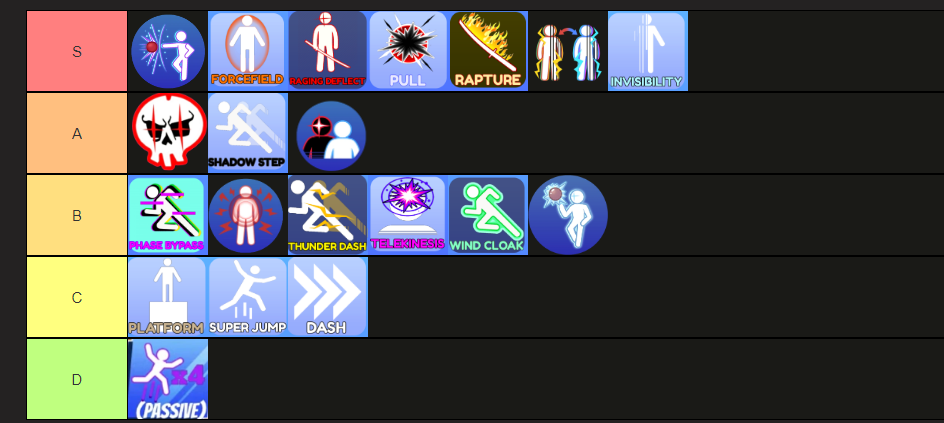 S
FORCEFIELD
RAGING DEFLECT
PULL
RAPTURE
INVISIBILITY
A
SHADOW STEP
B
PHASE BYPASS
THUNDER DASH
TELEKINESIS
WIND CLOAK
C
PLATFORM
SUPER JUMP
DASH
D
X4
(PASSIVE)